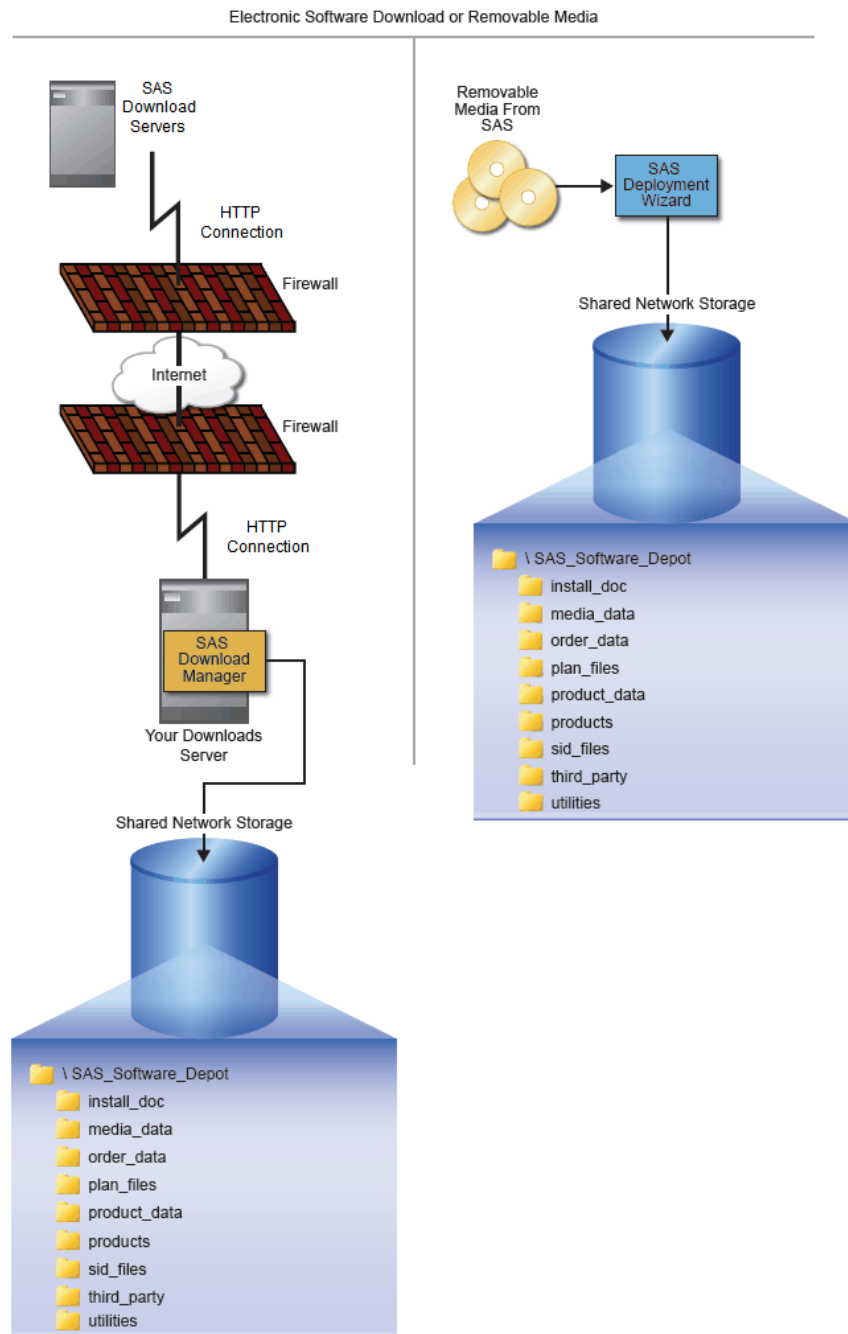 Electronic Software Download or Removable Media
SAS
Download
Servers
HTTP
Connection
Firewall
Internet
Firewall
HTTP
Connection
SAS
Download
Manager
Your Downloads
Server
Shared Network Storage
\ SAS_Software_Depot
install_doc
media_data
order_data
plan_files
product_data
products
sid_files
third_party
utilities
Removable
Media From
SAS
SAS
Deployment
Wizard
Shared Network Storage
\ SAS_Software_Depot
install_doc
media_data
order_data
plan_files
product_data
products
sid_files
third_party
utilities